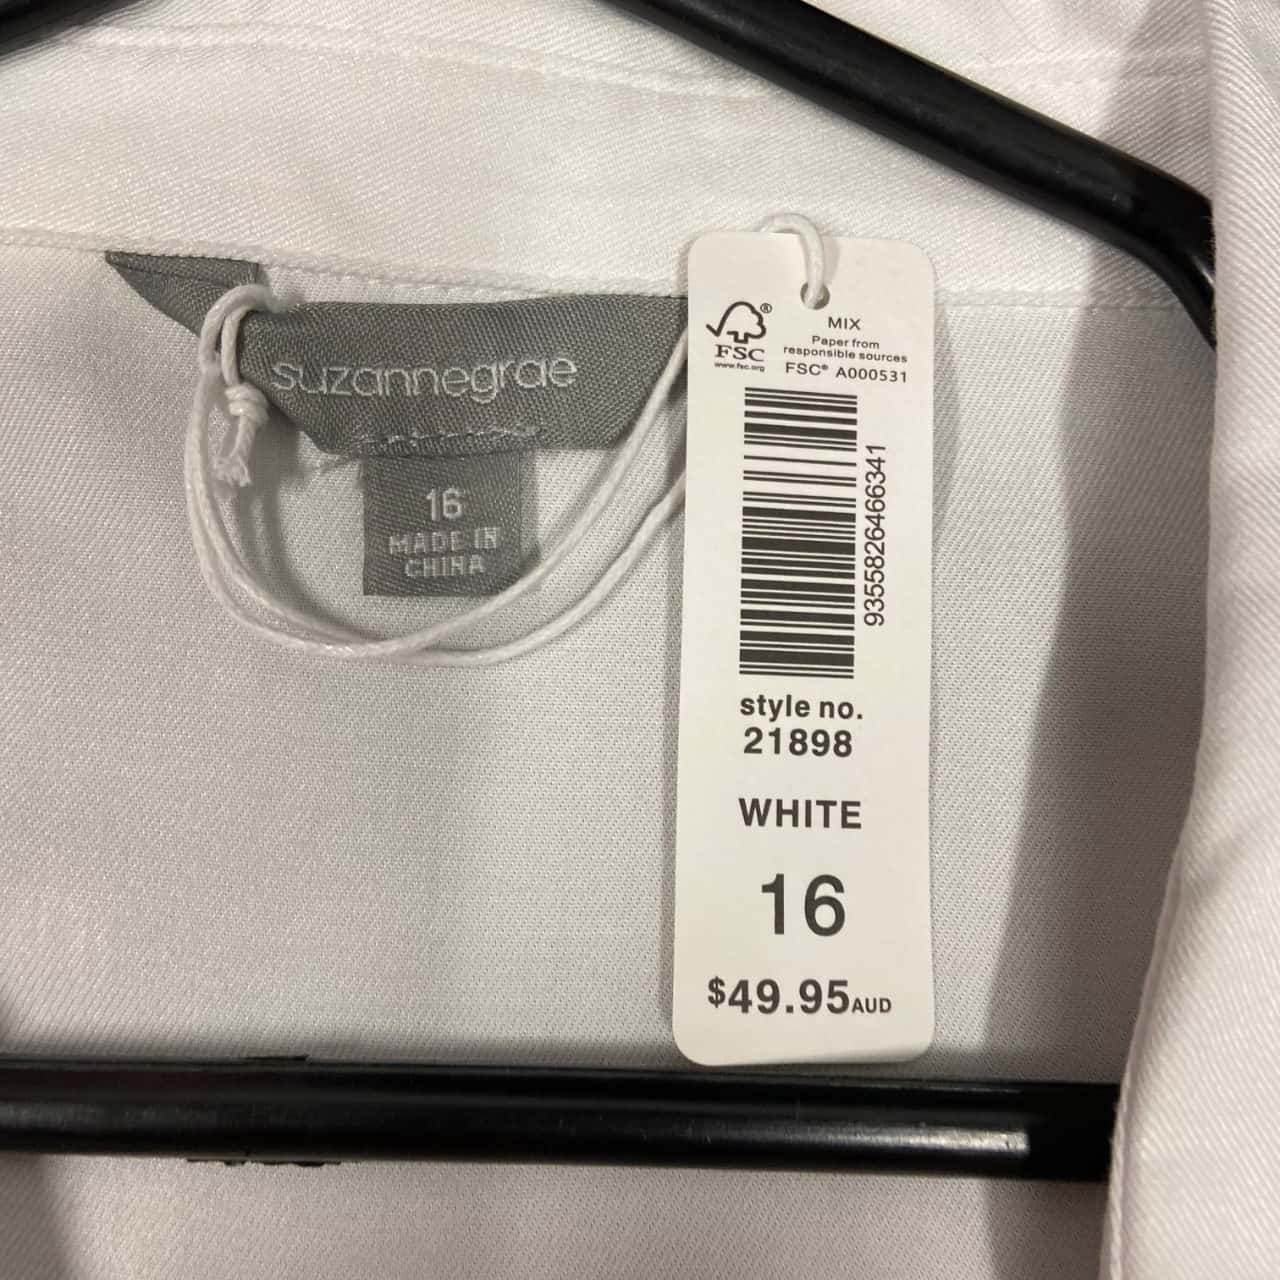 suzannegrae
16
MADE IN
CHINA
®
FSC
www.fsc.org
MIX
Paper from
responsible sources
FSC® A000531
9355826466341
style no.
21898
WHITE
16
$49.95AUD